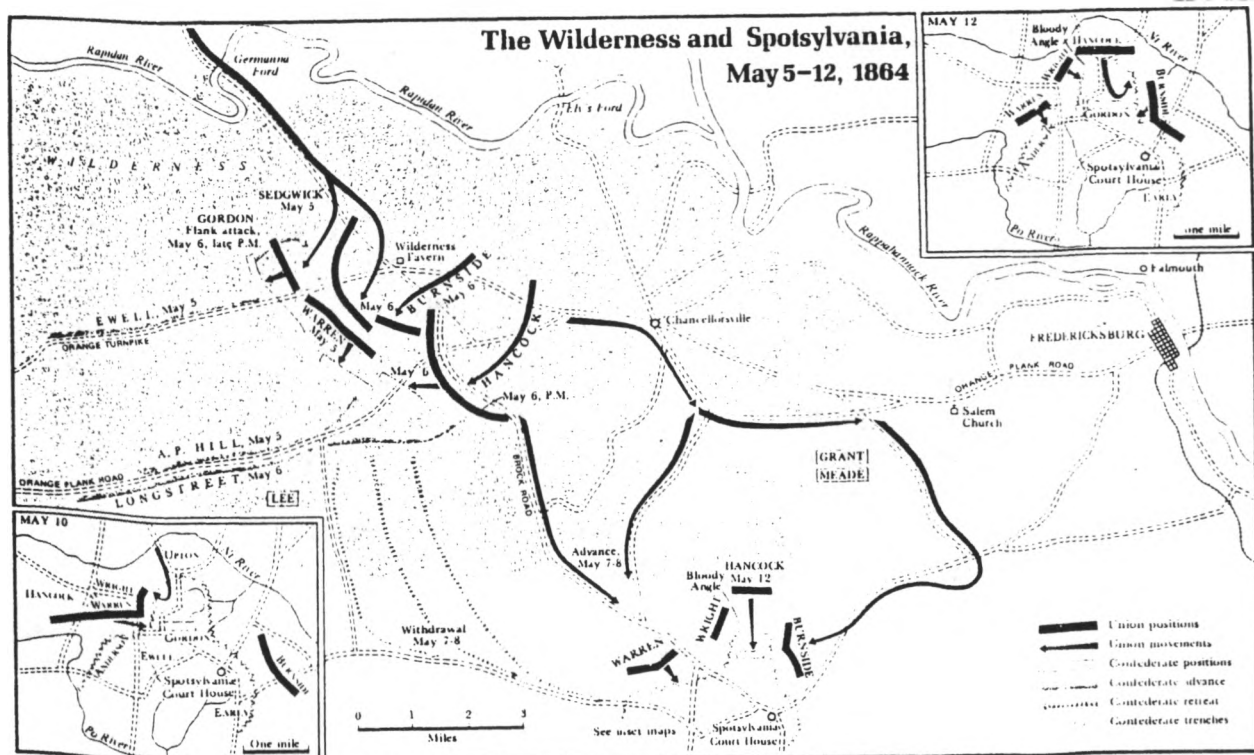 The Wilderness and Spotsylvania,
May 5–12, 1864
Rapidan River
Germanna
Ford
Rapidan River
Ely's Ford
WILDERNESS
SEDGWICK
May 5
GORDON
Flank attack,
May 6, late P.M.
Wilderness
Tavern
BURNSIDE
May 6
May 6
EWELL, May 5
ORANGE TURNPIKE
WARREN
May 5
HANCOCK
May 6
May 6, P.M.
Chancellorsville
Rappahannock River
Falmouth
FREDERICKSBURG
ORANGE PLANK ROAD
Salem
Church
A.P. HILL, May 5
ORANGE PLANK ROAD
LONGSTREET, May 6
LEE
BROCK ROAD
GRANT
MEADE
Advance,
May 7-8
Withdrawal
May 7-8
Bloody
Angle
HANCOCK
May 12
WRIGHT
WARREN
BURNSIDE
See inset maps
Spotsylvania
Court House
0 1 2 3
Miles
MAY 12
Bloody
Angle
HANCOCK
Ni River
WRIGHT
BURNSIDE
WARREN
GORDON
ANDERSON
Spotsylvania
Court House
EARLY
Po River
one mile
MAY 10
UPTON
Ni River
HANCOCK
WRIGHT
WARREN
GORDON
ANDERSON
EWELL
BURNSIDE
Spotsylvania
Court House
EARLY
Po River
One mile
Union positions
Union movements
Confederate positions
Confederate advance
Confederate retreat
Confederate trenches